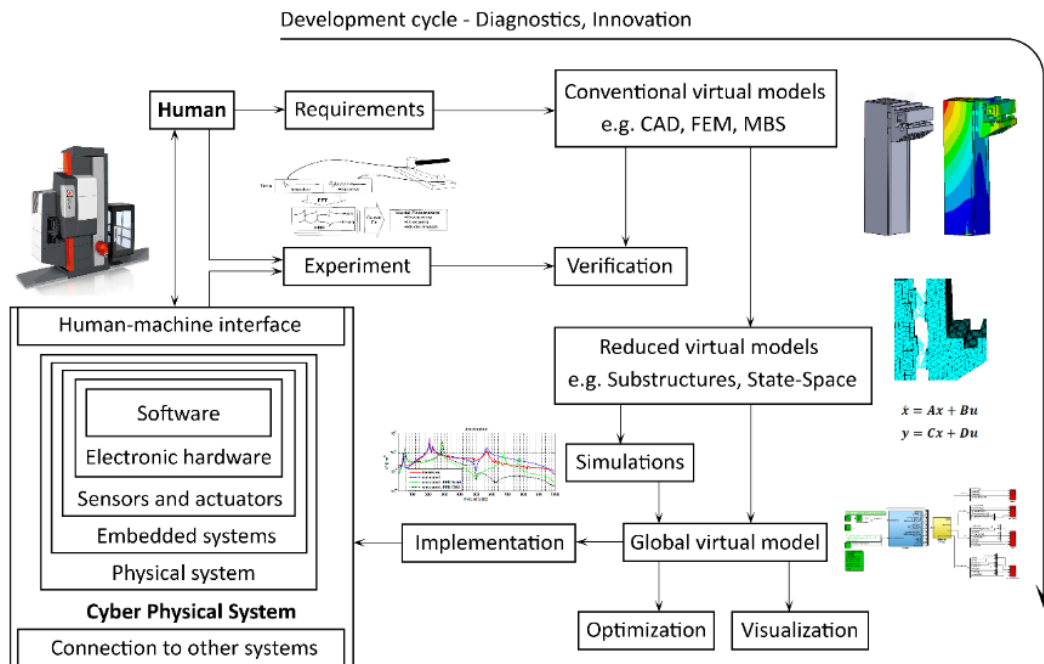 Development cycle - Diagnostics, Innovation
Human
Requirements
Conventional virtual models
e.g. CAD, FEM, MBS
Experiment
Verification
Human-machine interface
Software
Electronic hardware
Sensors and actuators
Embedded systems
Physical system
Cyber Physical System
Connection to other systems
Reduced virtual models
e.g. Substructures, State-Space
ẋ = Ax + Bu
y = Cx + Du
Simulations
Implementation
Global virtual model
Optimization
Visualization